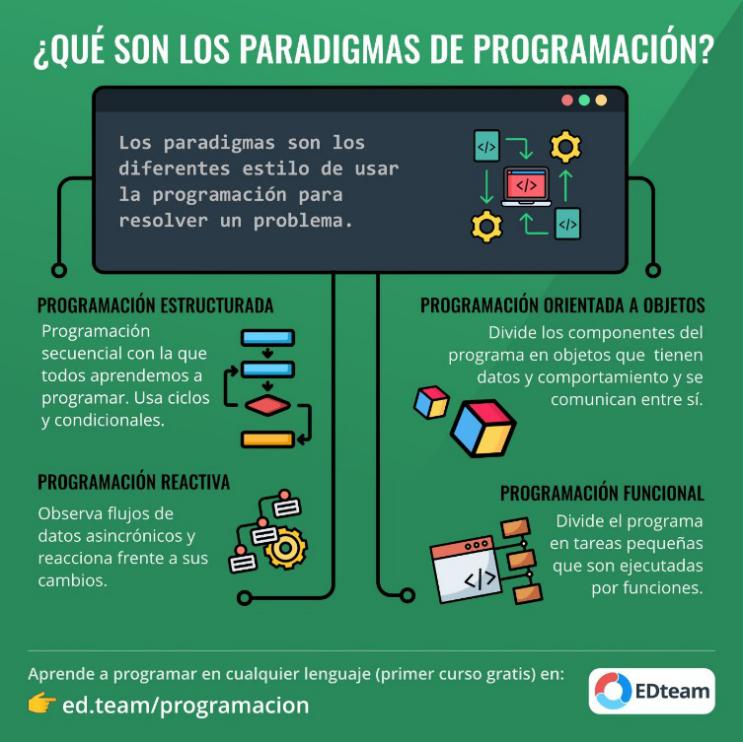 ¿QUÉ SON LOS PARADIGMAS DE PROGRAMACIÓN?
Los paradigmas son los
diferentes estilo de usar
la programación para
resolver un problema.
</>
</>
</>
PROGRAMACIÓN ESTRUCTURADA
Programación
secuencial con la que
todos aprendemos a
programar. Usa ciclos
y condicionales.
PROGRAMACIÓN ORIENTADA A OBJETOS
Divide los componentes del
programa en objetos que tienen
datos y comportamiento y se
comunican entre sí.
PROGRAMACIÓN REACTIVA
Observa flujos de
datos asincrónicos y
reacciona frente a sus
cambios.
PROGRAMACIÓN FUNCIONAL
Divide el programa
en tareas pequeñas
que son ejecutadas
por funciones.
</>
Aprende a programar en cualquier lenguaje (primer curso gratis) en:
👉 ed.team/programacion
EDteam